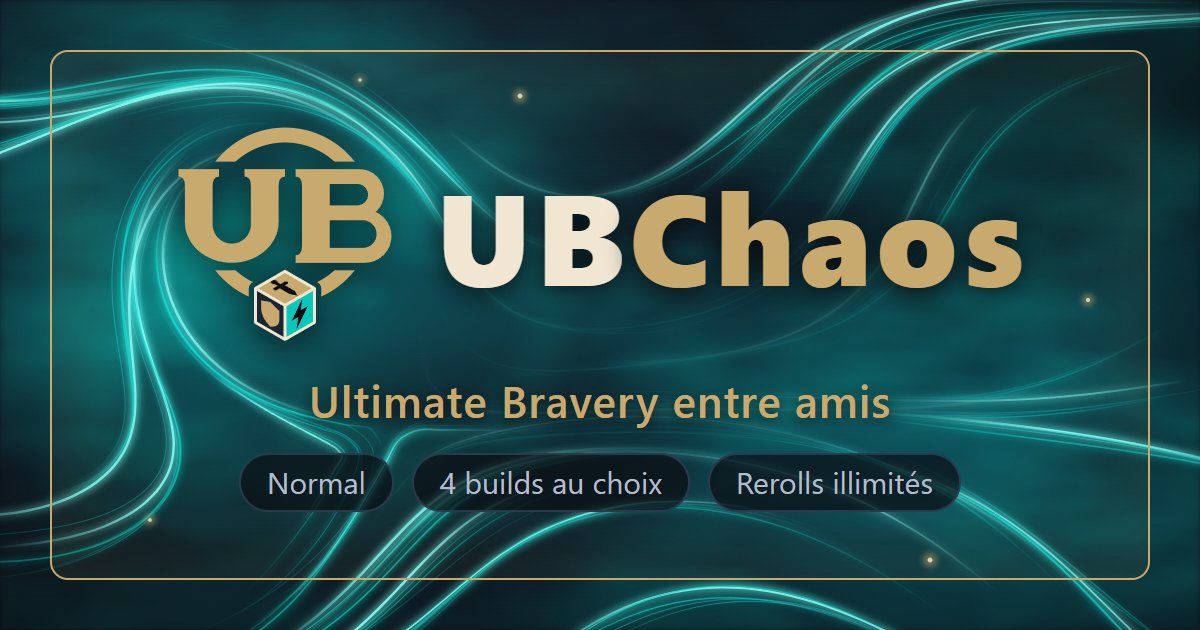 UB
UBChaos
Ultimate Bravery entre amis
Normal
4 builds au choix
Rerolls illimités